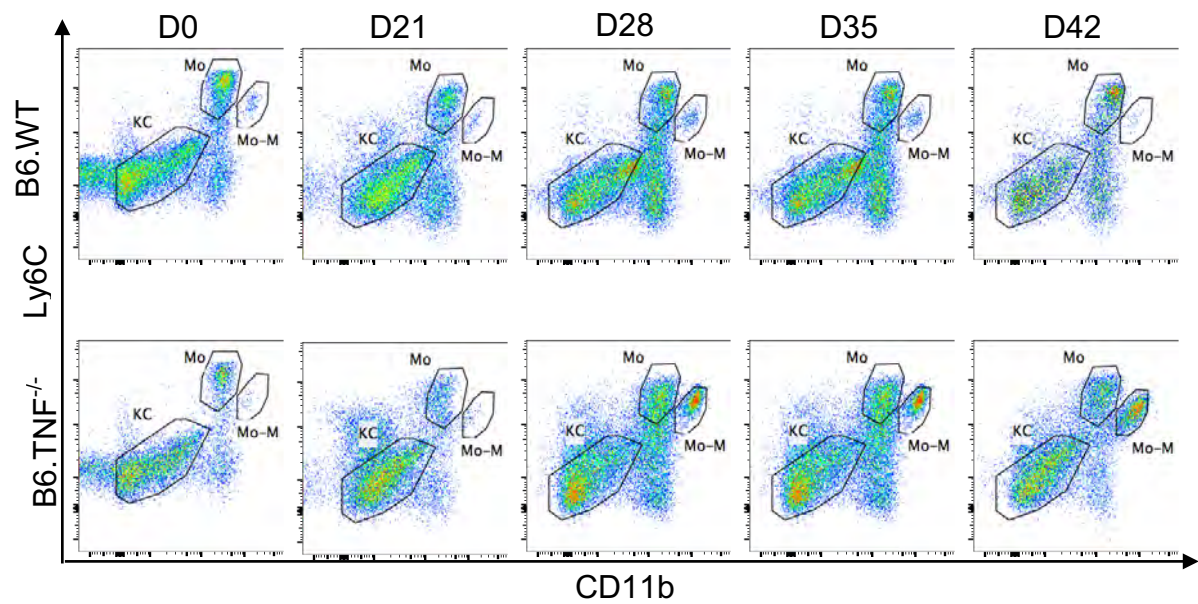 D0 D21 D28 D35 D42
B6.WT
Mo Mo Mo Mo Mo
KC KC KC KC KC
Mo-M Mo-M Mo-M Mo-M Mo-M
Ly6C
B6.TNF-/-
Mo Mo Mo Mo Mo
KC KC KC KC KC
Mo-M Mo-M Mo-M Mo-M Mo-M
CD11b